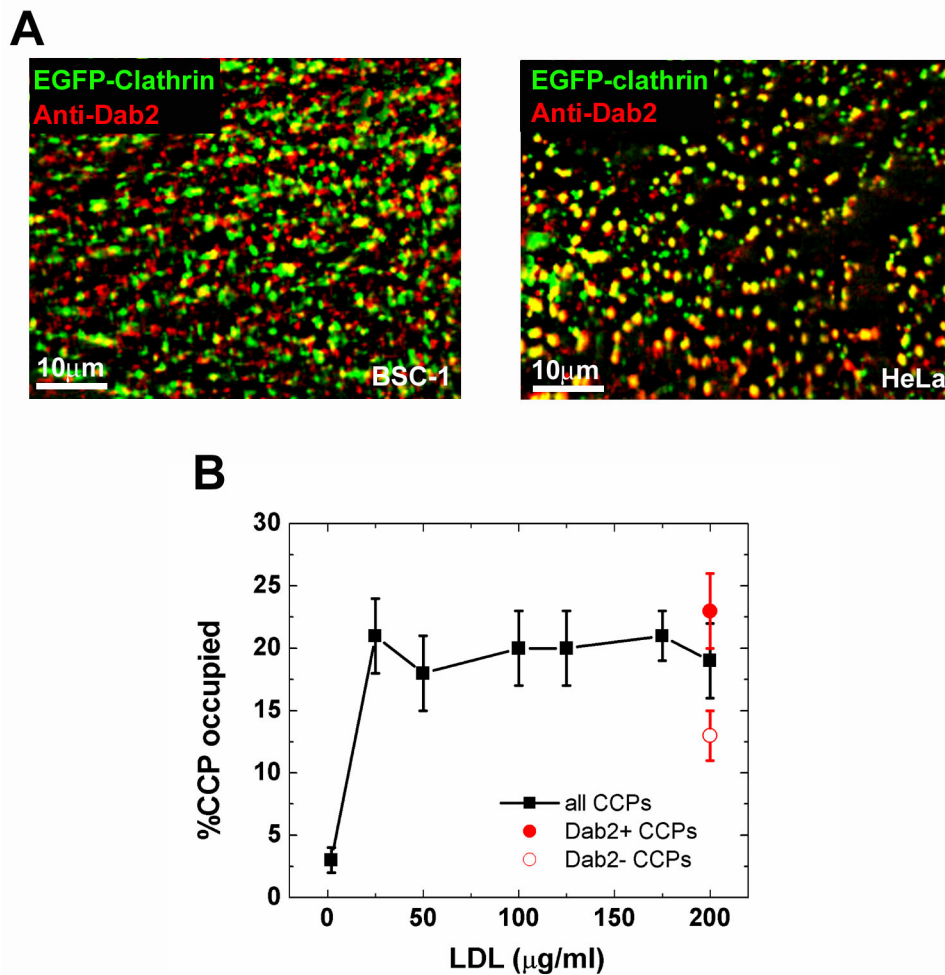 A
EGFP-Clathrin
Anti-Dab2
10μm
BSC-1
EGFP-clathrin
Anti-Dab2
10μm
HeLa
B
30
25
20
15
10
5
0
%CCP occupied
all CCPs
Dab2+ CCPs
Dab2- CCPs
0 50 100 150 200
LDL (μg/ml)